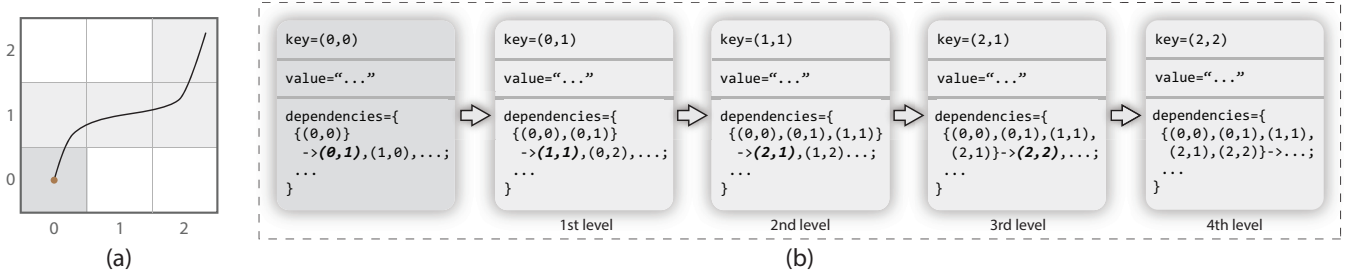 2
1
0
0
1
2
(a)
key=(0,0)
value="..."
dependencies={
{(0,0)}
->(0,1),(1,0),...;
...
}
key=(0,1)
value="..."
dependencies={
{(0,0),(0,1)}
->(1,1),(0,2),...;
...
}
1st level
key=(1,1)
value="..."
dependencies={
{(0,0),(0,1),(1,1)}
->(2,1),(1,2)...;
...
}
2nd level
key=(2,1)
value="..."
dependencies={
{(0,0),(0,1),(1,1),
(2,1)}->(2,2),...;
...
}
3rd level
key=(2,2)
value="..."
dependencies={
{(0,0),(0,1),(1,1),
(2,1),(2,2)}->...;
...
}
4th level
(b)